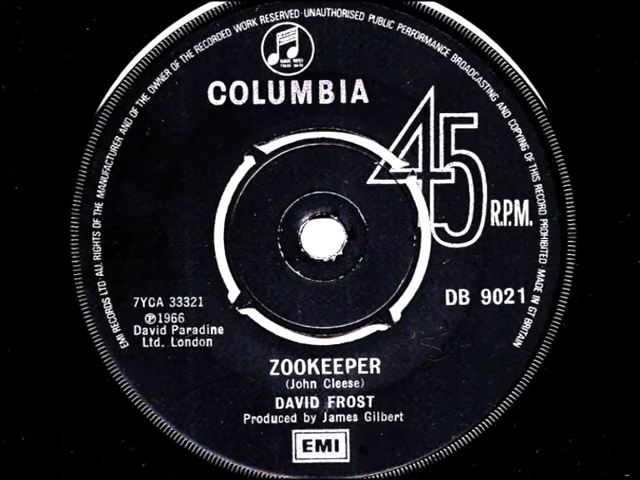 EMI RECORDS LTD·ALL RIGHTS OF THE MANUFACTURER AND OF THE OWNER OF THE RECORDED WORK RESERVED·UNAUTHORISED PUBLIC PERFORMANCE BROADCASTING AND COPYING OF THIS RECORD PROHIBITED·MADE IN GT BRITAIN
COLUMBIA
45
R.P.M.
DB 9021
7YCA 33321
℗1966
David Paradine
Ltd. London
ZOOKEEPER
(John Cleese)
DAVID FROST
Produced by James Gilbert
EMI